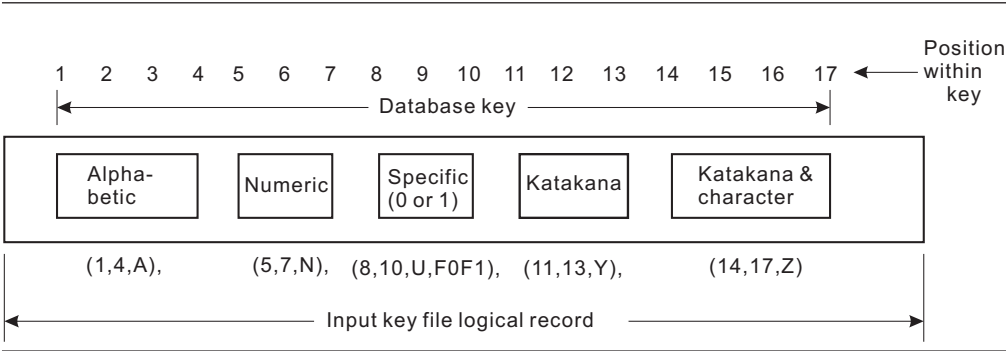 Position
1 2 3 4 5 6 7 8 9 10 11 12 13 14 15 16 17 within
key
Database key
Alpha- Numeric Specific Katakana Katakana &
betic (0 or 1) character
(1,4,A), (5,7,N), (8,10,U,F0F1), (11,13,Y), (14,17,Z)
Input key file logical record